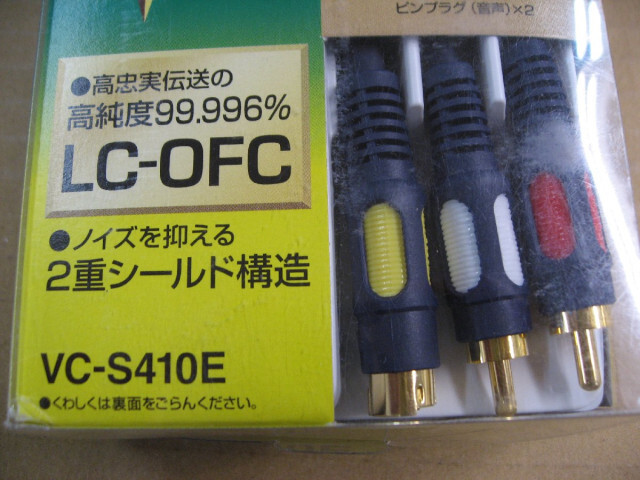 ピンプラグ(音声)×2
●高忠実伝送の
高純度99.996%
LC-OFC
●ノイズを抑える
2重シールド構造
VC-S410E
●くわしくは裏面をごらんください。